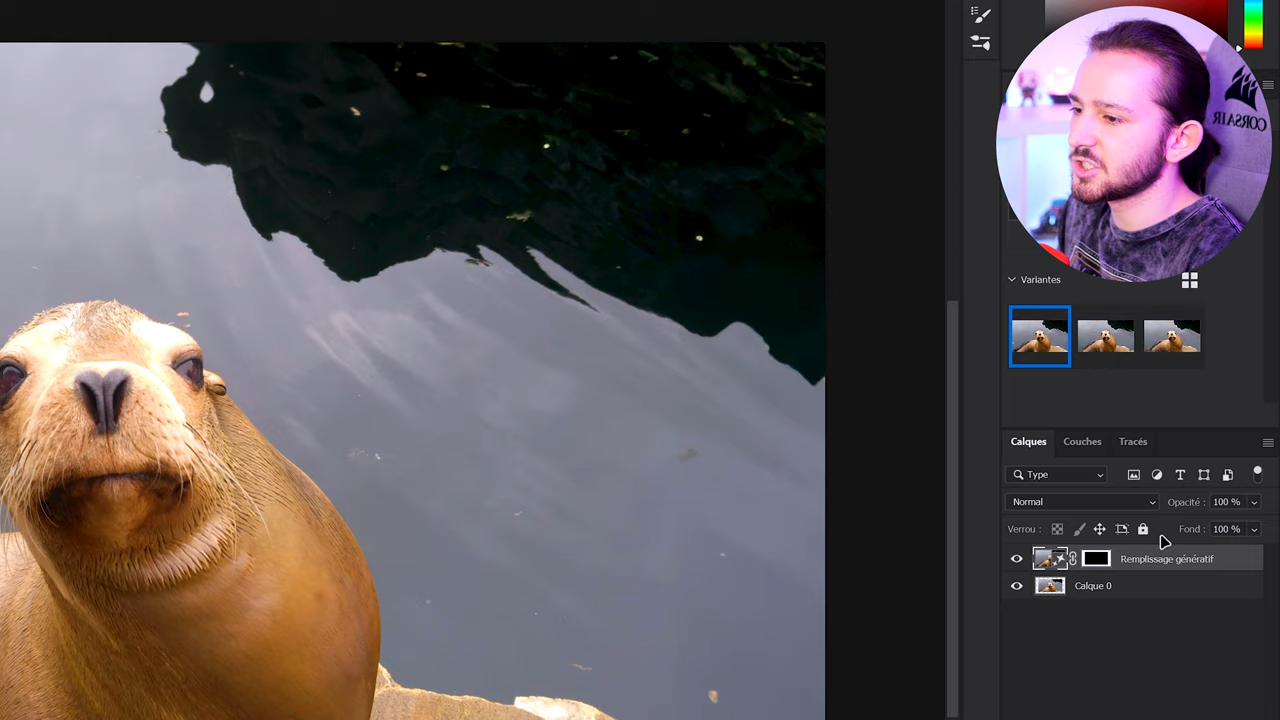 CORSAIR
Variantes
Calques Couches Tracés
Type
Normal Opacité : 100 %
Verrou : Fond : 100 %
Remplissage génératif
Calque 0